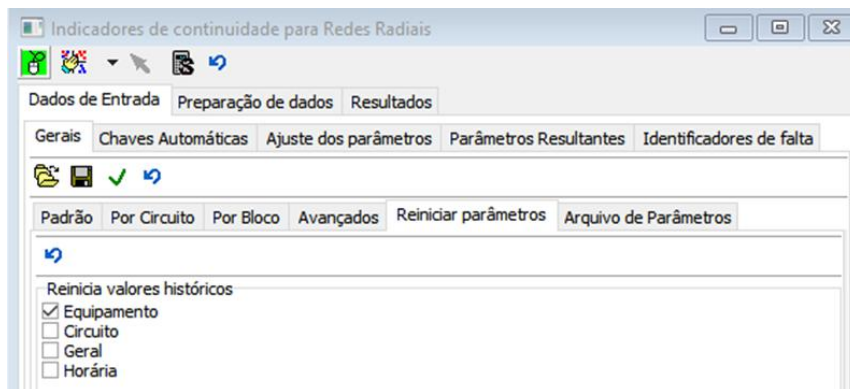 Indicadores de continuidade para Redes Radiais
Dados de Entrada Preparação de dados Resultados
Gerais Chaves Automáticas Ajuste dos parâmetros Parâmetros Resultantes Identificadores de falta
Padrão Por Circuito Por Bloco Avançados Reiniciar parâmetros Arquivo de Parâmetros
Reinicia valores históricos
Equipamento
Circuito
Geral
Horária